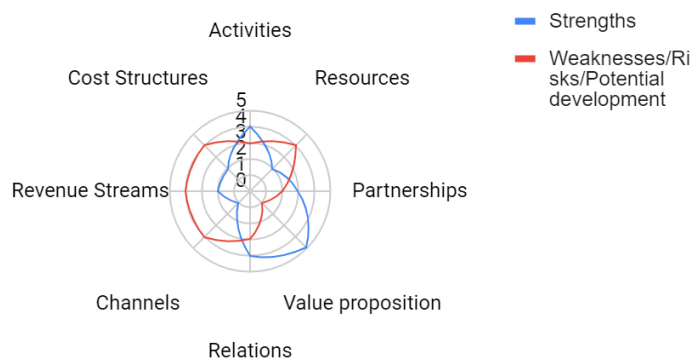 Activities
Strengths
Weaknesses/Ri
sks/Potential
development
Cost Structures
Resources
5
4
3
2
1
0
Revenue Streams
Partnerships
Channels
Value proposition
Relations